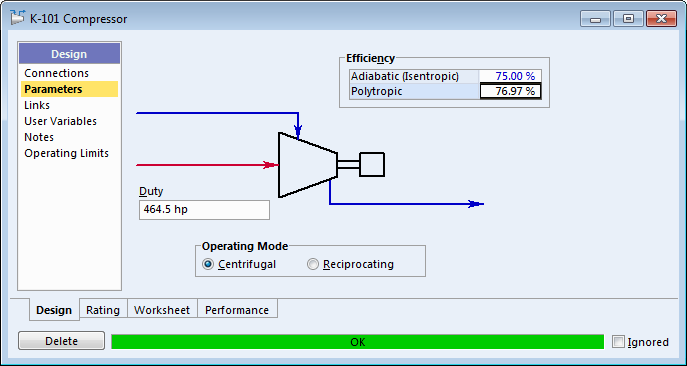 K-101 Compressor
Design
Connections
Parameters
Links
User Variables
Notes
Operating Limits
Efficiency
Adiabatic (Isentropic) 75.00 %
Polytropic 76.97 %
Duty
464.5 hp
Operating Mode
Centrifugal Reciprocating
Design Rating Worksheet Performance
Delete OK Ignored